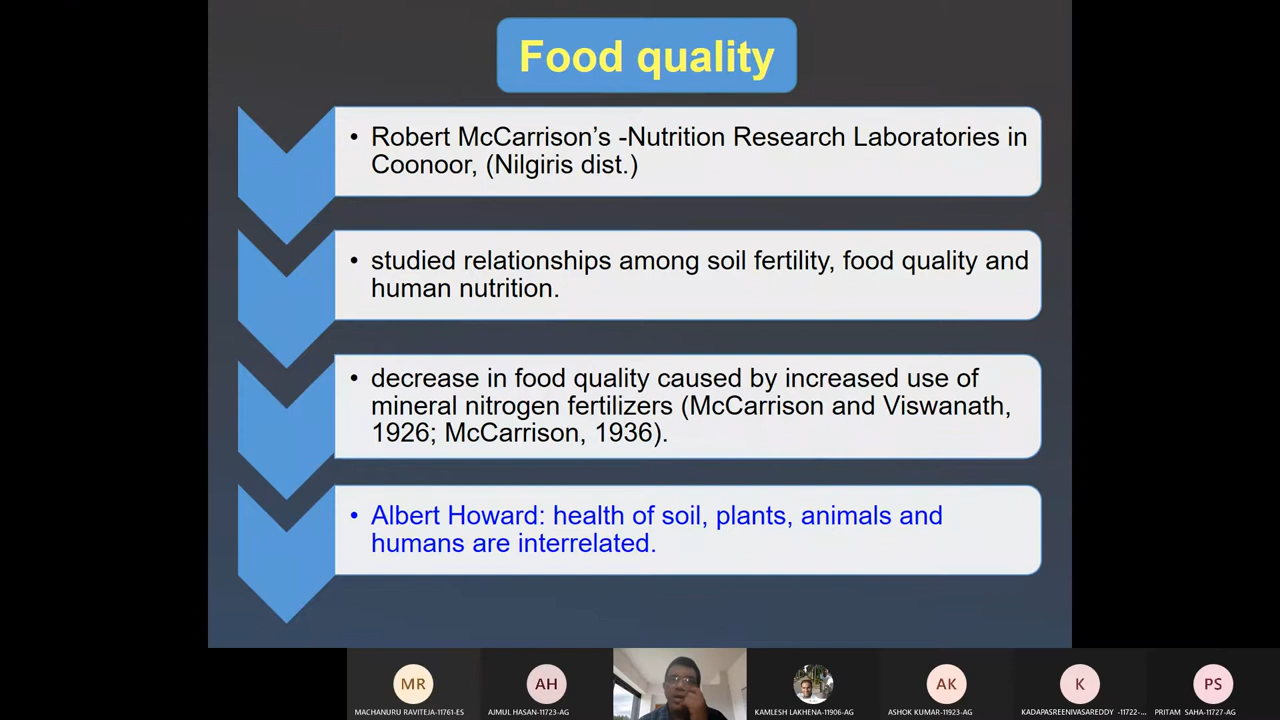 Food quality
• Robert McCarrison’s -Nutrition Research Laboratories in
Coonoor, (Nilgiris dist.)
• studied relationships among soil fertility, food quality and
human nutrition.
• decrease in food quality caused by increased use of
mineral nitrogen fertilizers (McCarrison and Viswanath,
1926; McCarrison, 1936).
• Albert Howard: health of soil, plants, animals and
humans are interrelated.
MR
AH
AK
K
PS
MACHANURU RAVITEJA-11761-ES
AJMUL HASAN-11723-AG
KAMLESH LAKHENA-11906-AG
ASHOK KUMAR-11923-AG
KADAPASREENIVASAREDDY -11722-...
PRITAM SAHA-11727-AG